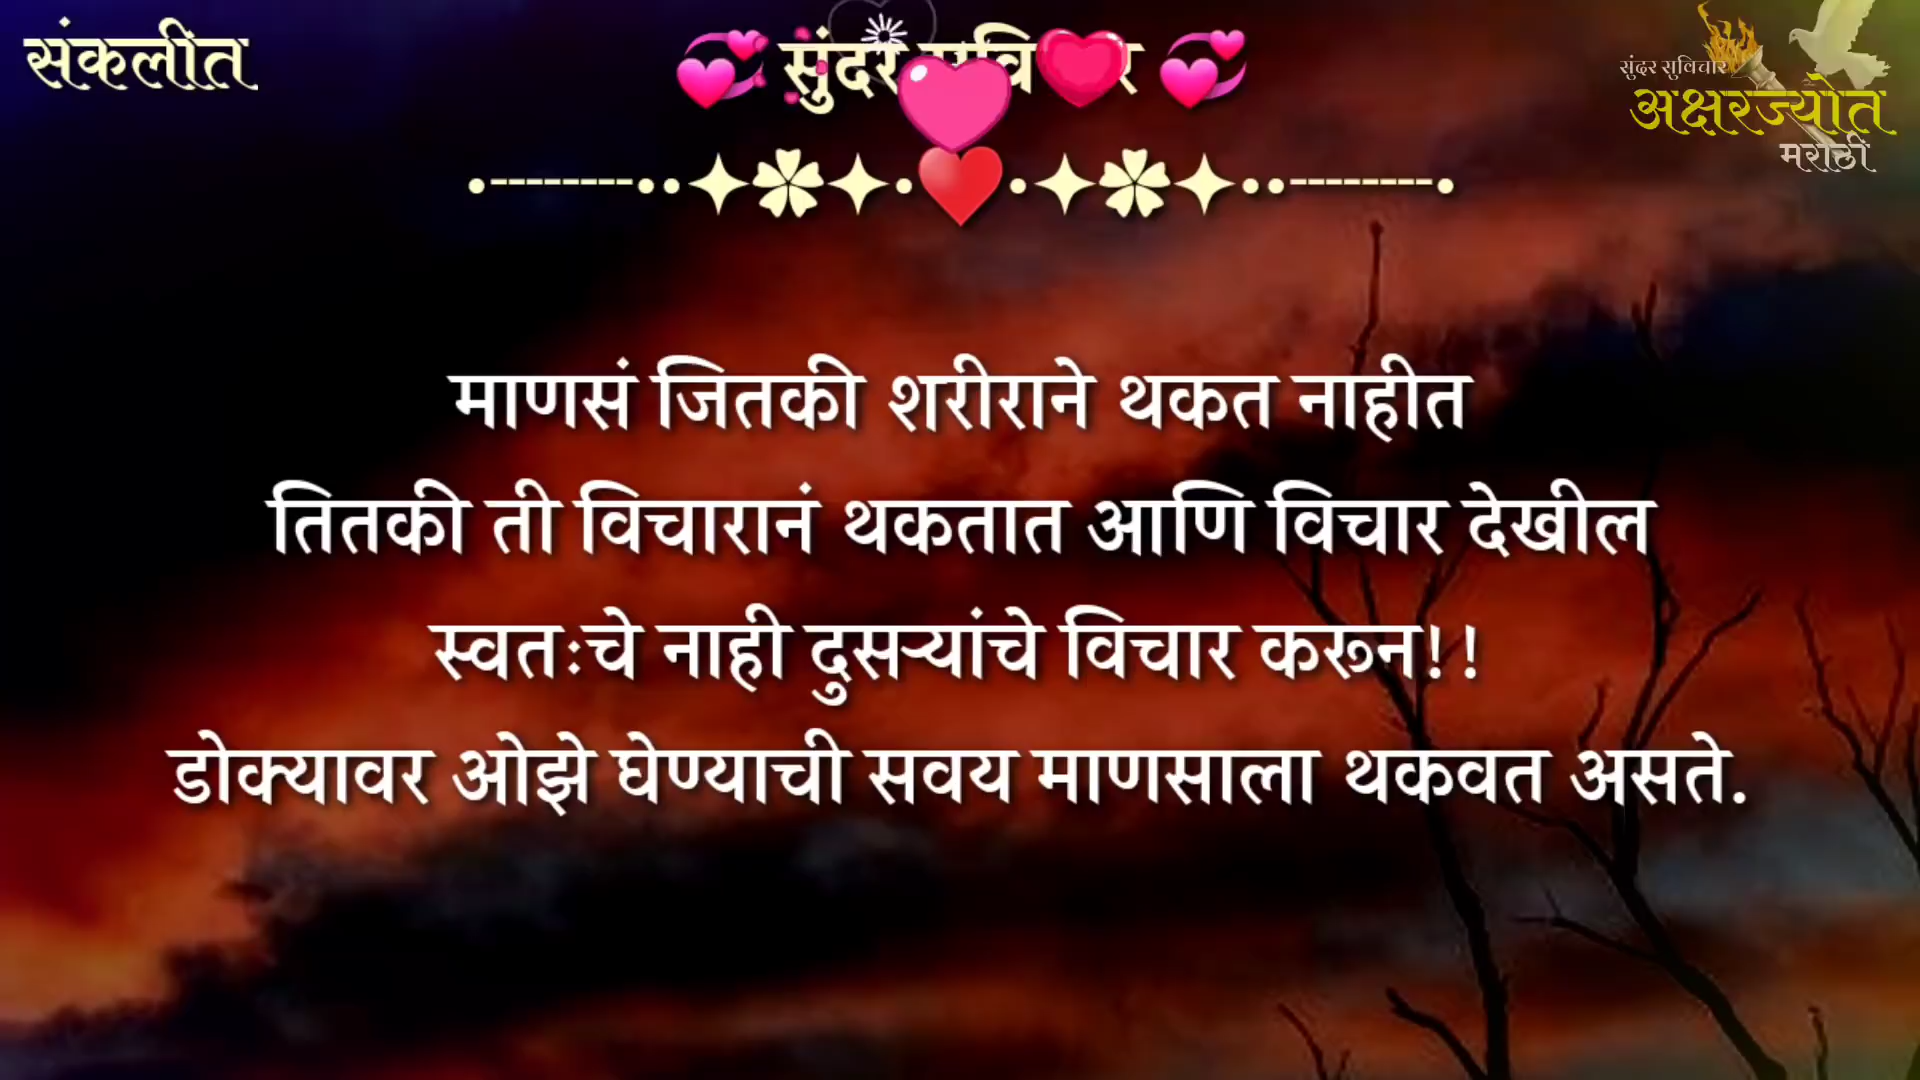 संकलीत
सुंदर
सुंदर सुविचार
अक्षरज्योत
मराठी
माणसं जितकी शरीराने थकत नाहीत
तितकी ती विचारानं थकतात आणि विचार देखील
स्वतःचे नाही दुसऱ्यांचे विचार करून!!
डोक्यावर ओझे घेण्याची सवय माणसाला थकवत असते.